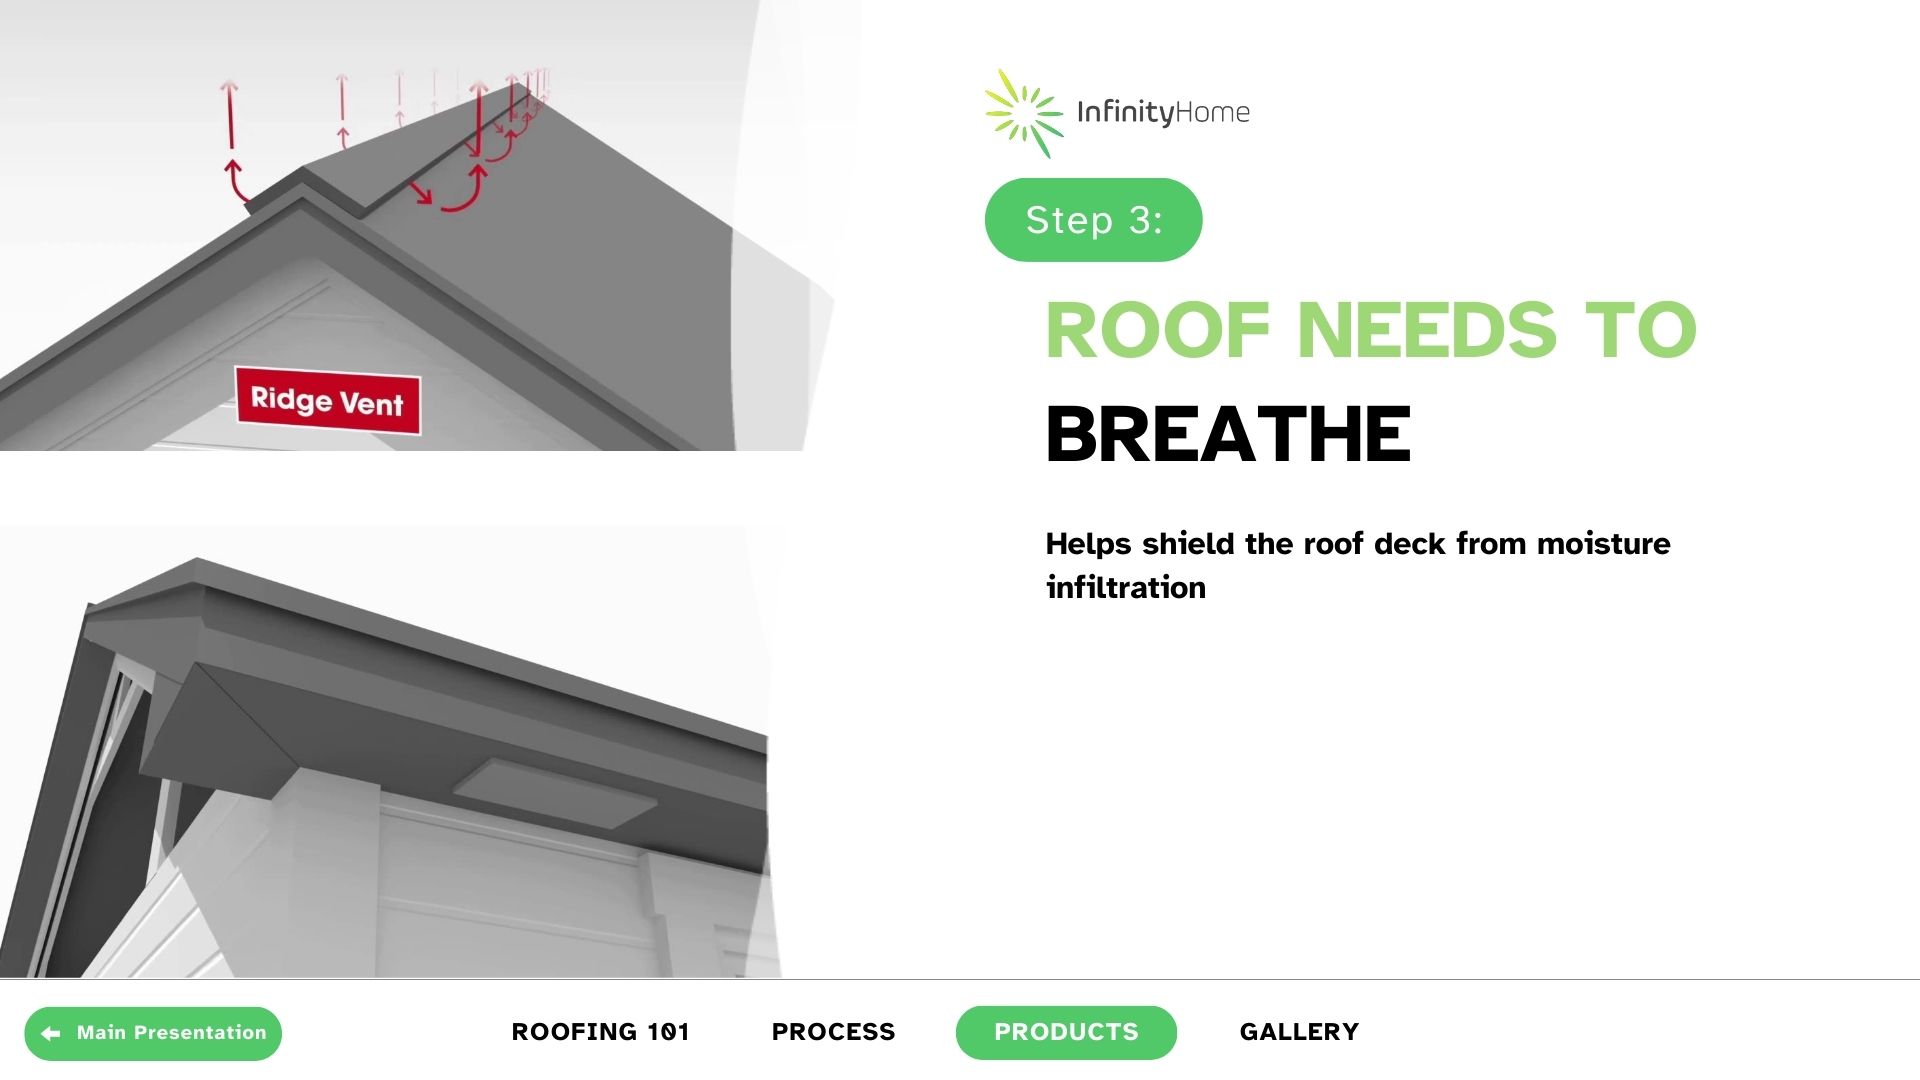 InfinityHome
Step 3:
ROOF NEEDS TO
BREATHE
Helps shield the roof deck from moisture
infiltration
Ridge Vent
Main Presentation
ROOFING 101
PROCESS
PRODUCTS
GALLERY